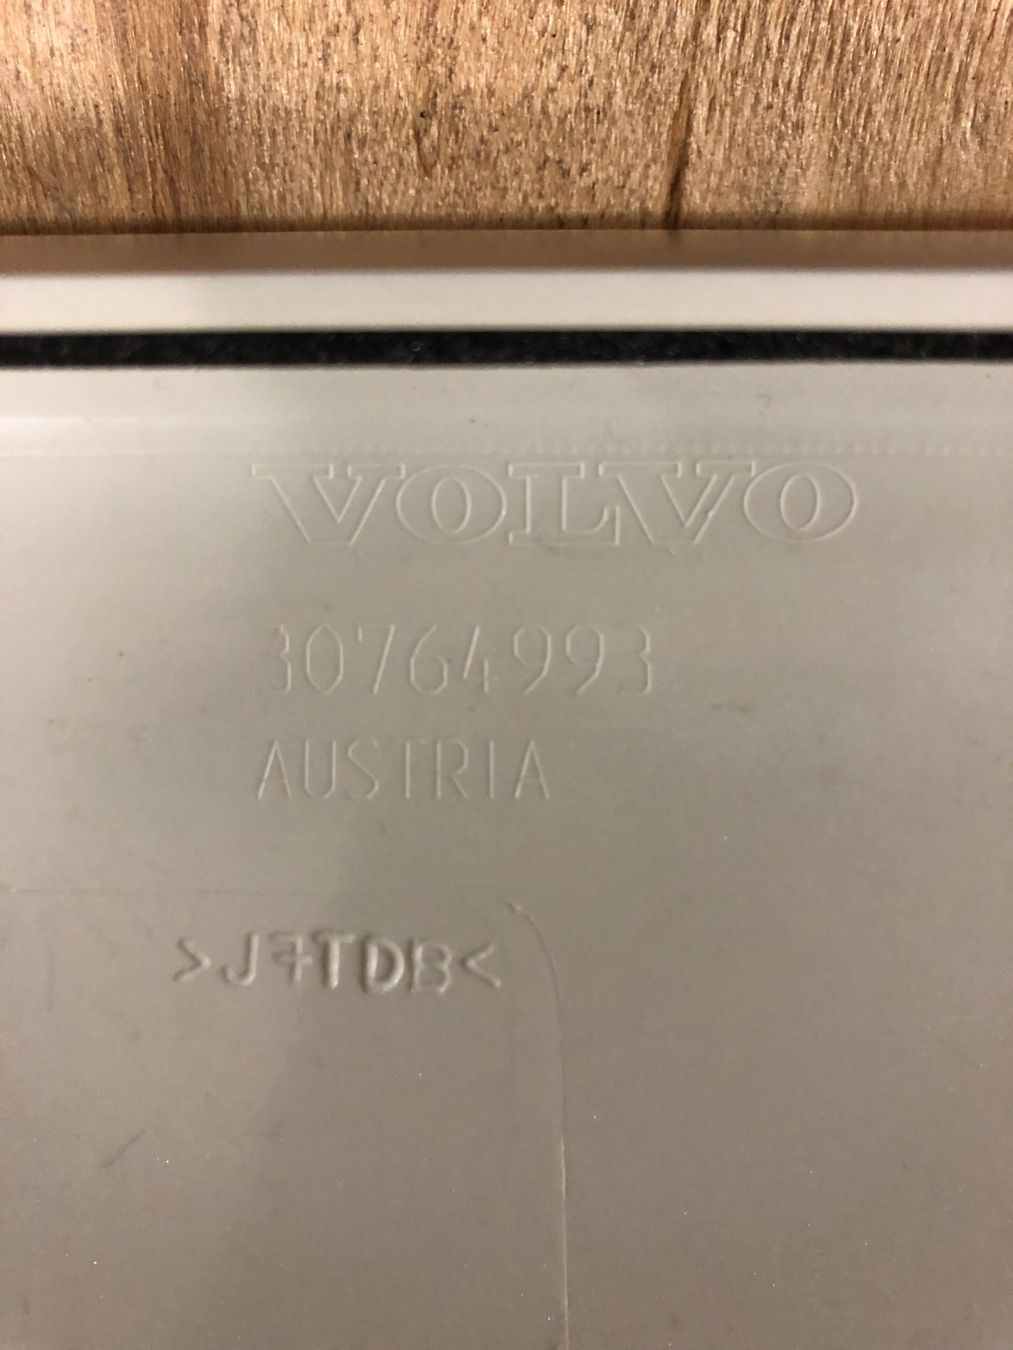 VOLVO
30764993
AUSTRIA
>J7TDB<